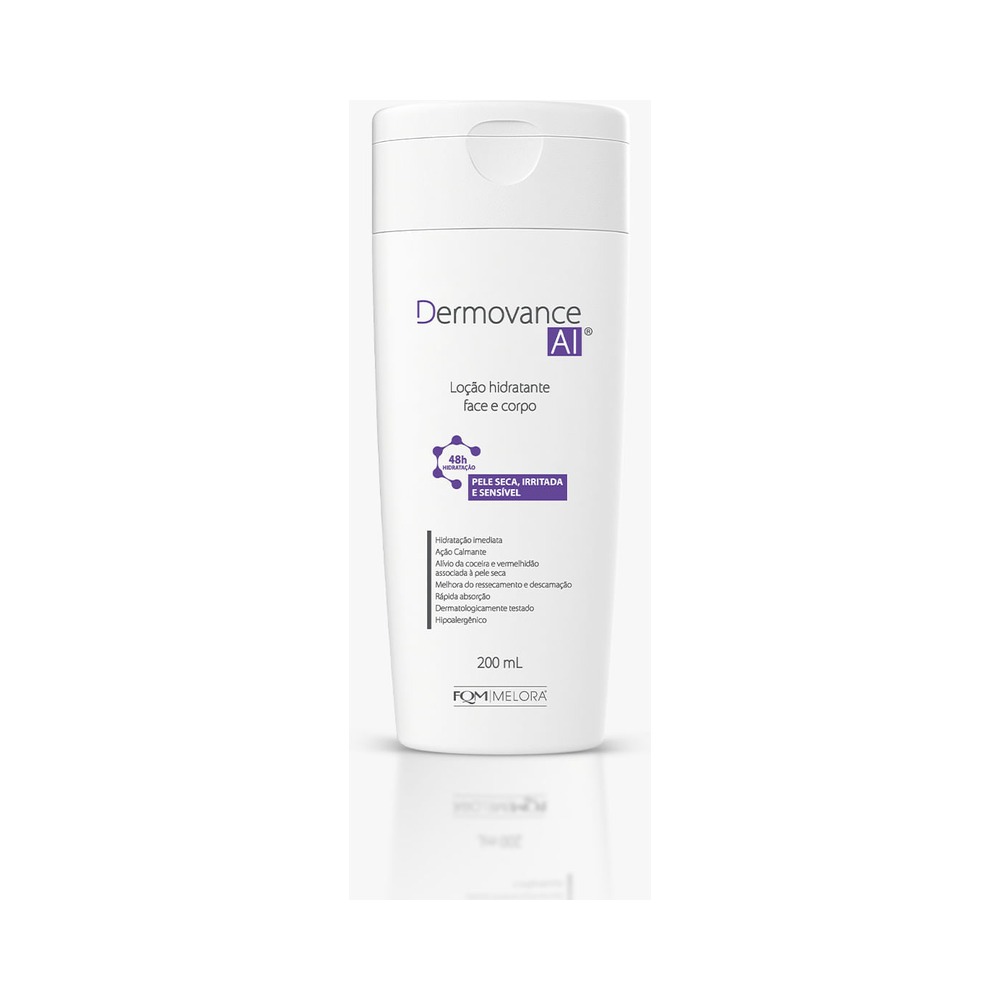 Dermovance
AI®
Loção hidratante
face e corpo
48h
HIDRATAÇÃO
PELE SECA, IRRITADA
E SENSÍVEL
Hidratação imediata
Ação Calmante
Alívio da coceira e vermelhidão
associada à pele seca
Melhora do ressecamento e descamação
Rápida absorção
Dermatologicamente testado
Hipoalergênico
200 mL
FQM|MELORA®